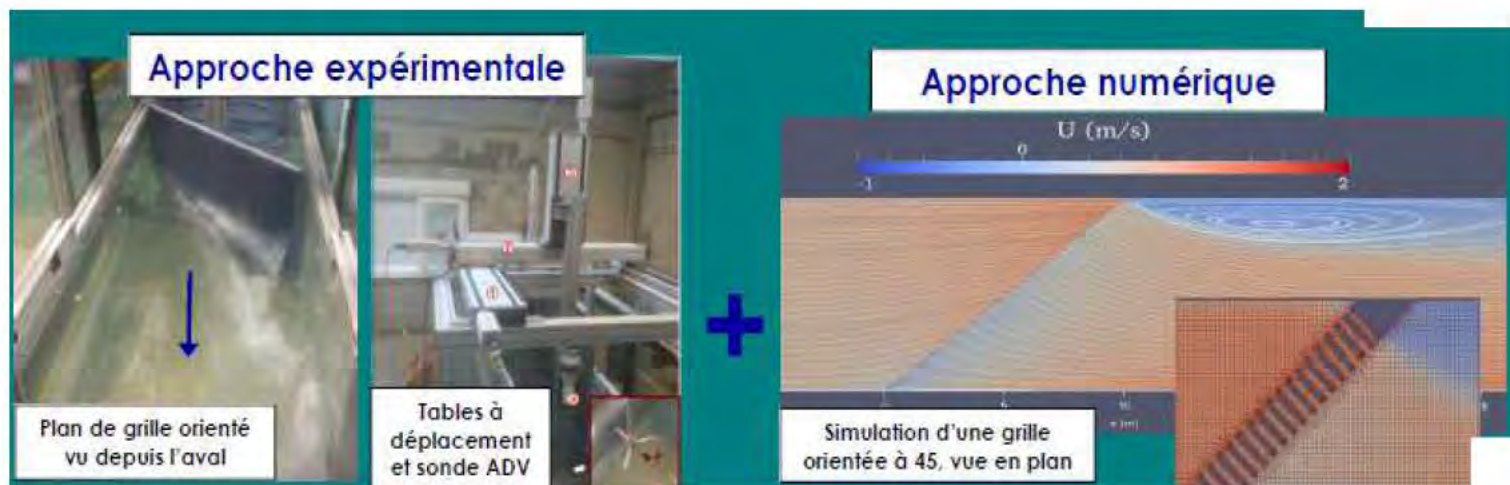 Approche expérimentale
Approche numérique
U (m/s)
0
-1
2
Plan de grille orienté
vu depuis l'aval
Tables à
déplacement
et sonde ADV
+
Simulation d'une grille
orientée à 45, vue en plan